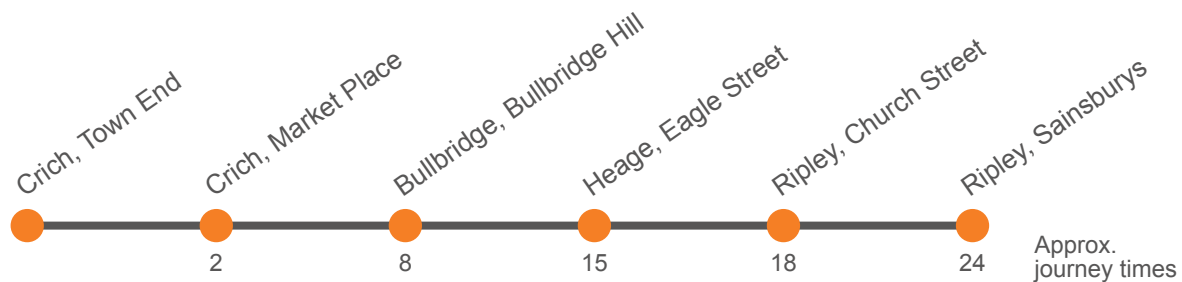 Crich, Town End
Crich, Market Place
Bullbridge, Bullbridge Hill
Heage, Eagle Street
Ripley, Church Street
Ripley, Sainsburys
2
8
15
18
24
Approx.
journey times